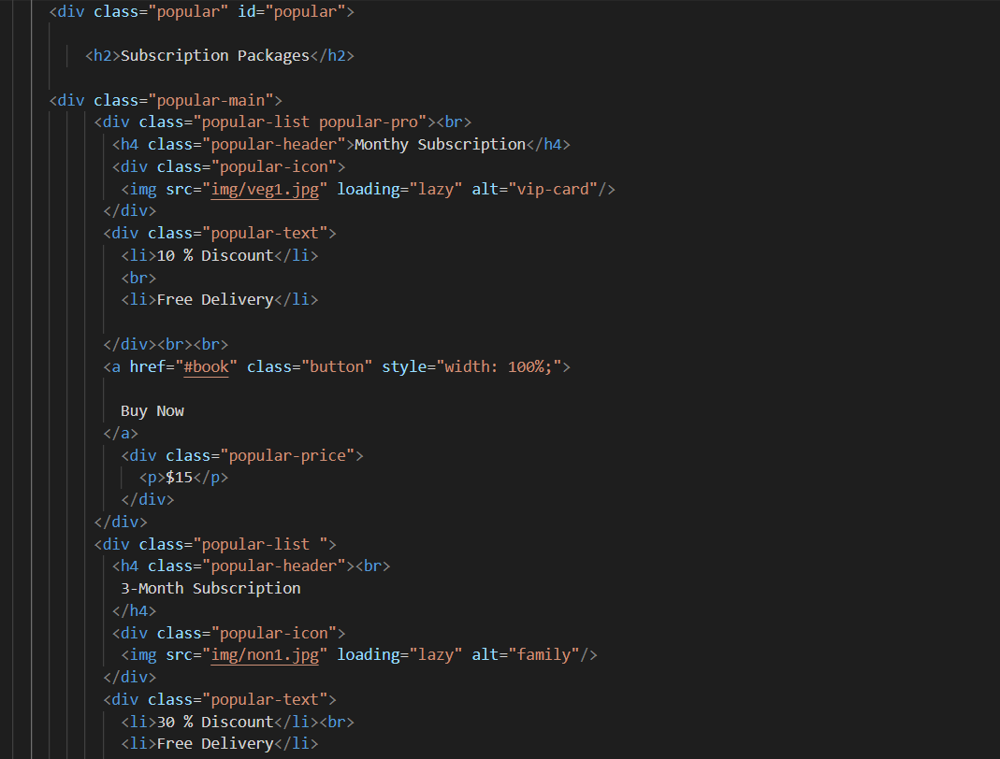 <div class="popular" id="popular">
<h2>Subscription Packages</h2>
<div class="popular-main">
<div class="popular-list popular-pro"><br>
<h4 class="popular-header">Monthy Subscription</h4>
<div class="popular-icon">
<img src="img/veg1.jpg" loading="lazy" alt="vip-card"/>
</div>
<div class="popular-text">
<li>10 % Discount</li>
<br>
<li>Free Delivery</li>
</div><br><br>
<a href="#book" class="button" style="width: 100%;">
Buy Now
</a>
<div class="popular-price">
<p>$15</p>
</div>
</div>
<div class="popular-list ">
<h4 class="popular-header"><br>
3-Month Subscription
</h4>
<div class="popular-icon">
<img src="img/non1.jpg" loading="lazy" alt="family"/>
</div>
<div class="popular-text">
<li>30 % Discount</li><br>
<li>Free Delivery</li>